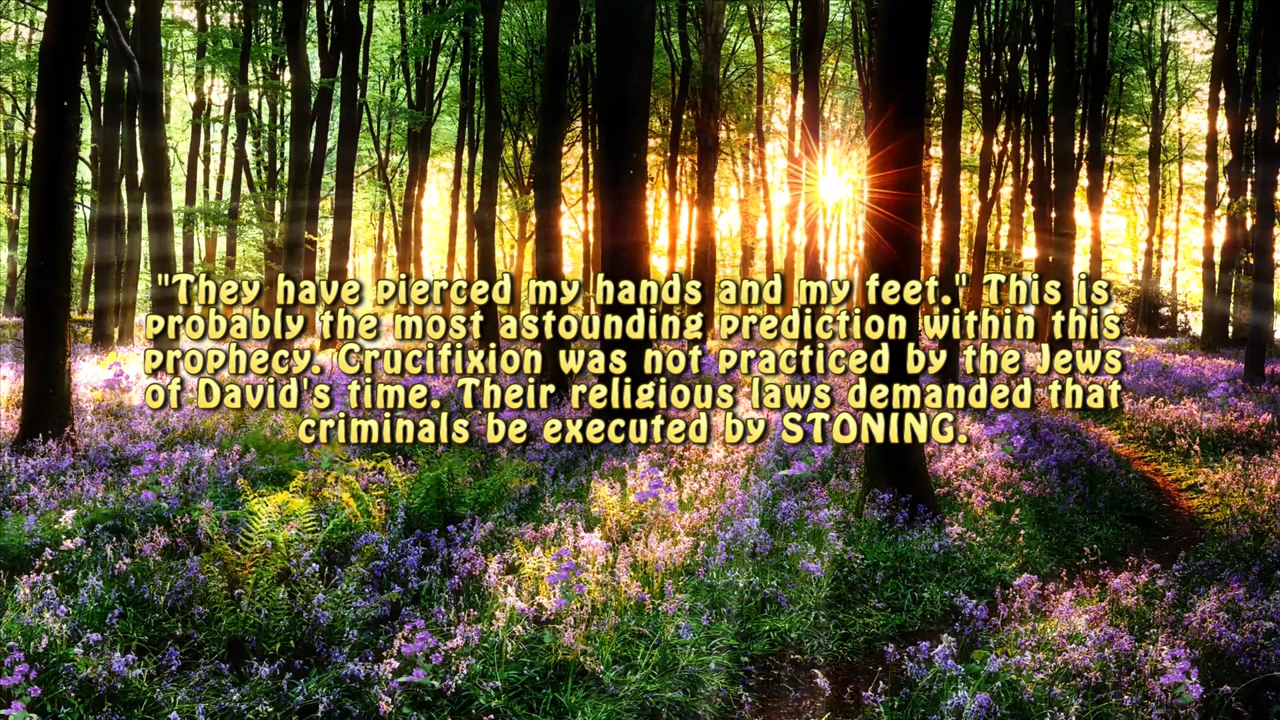 "They have pierced my hands and my feet." This is
probably the most astounding prediction within this
prophecy. Crucifixion was not practiced by the Jews
of David's time. Their religious laws demanded that
criminals be executed by STONING.